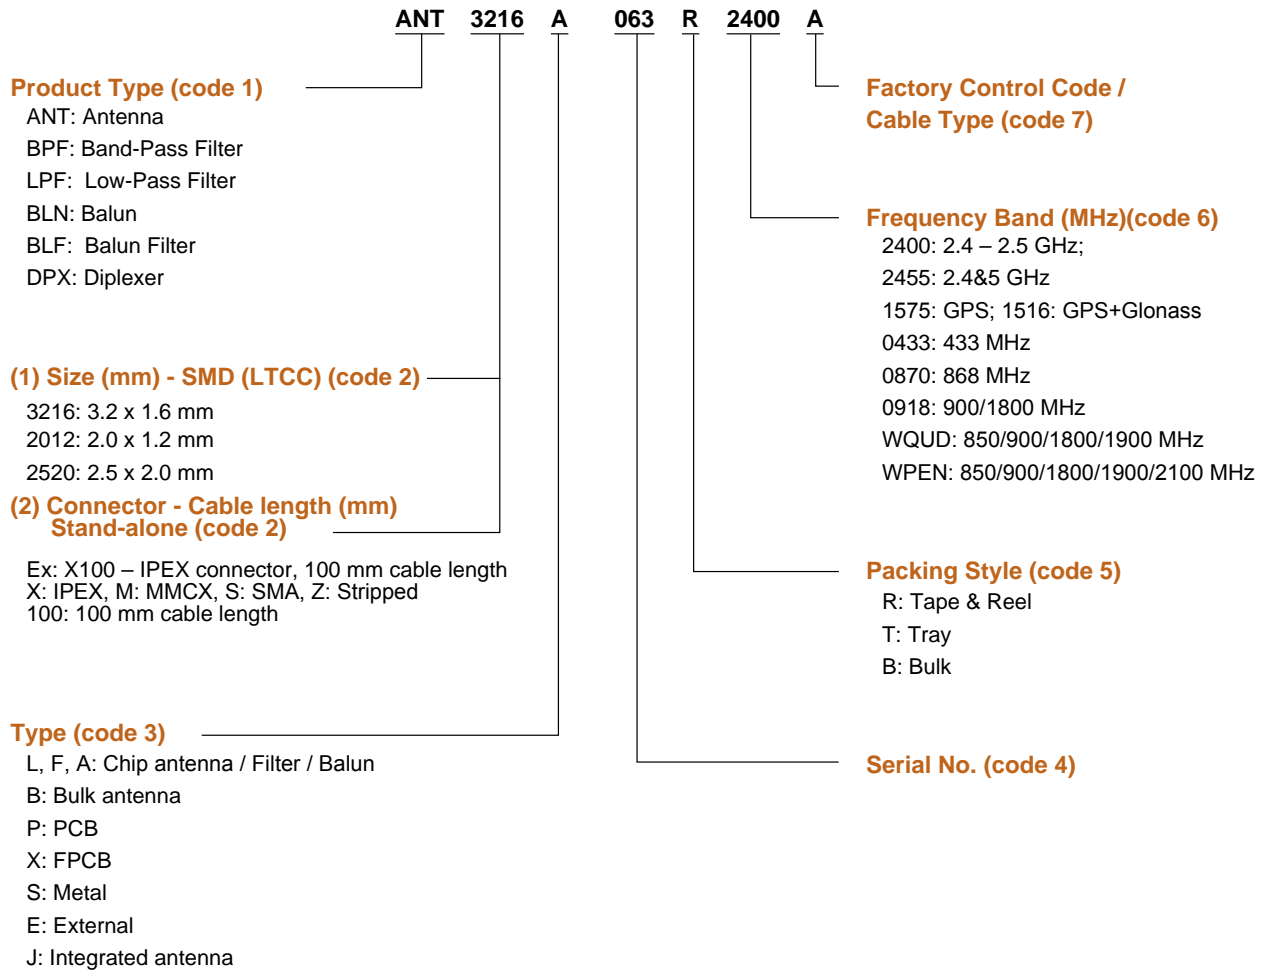 ANT 3216 A 063 R 2400 A
Product Type (code 1)
ANT: Antenna
BPF: Band-Pass Filter
LPF: Low-Pass Filter
BLN: Balun
BLF: Balun Filter
DPX: Diplexer
(1) Size (mm) - SMD (LTCC) (code 2)
3216: 3.2 x 1.6 mm
2012: 2.0 x 1.2 mm
2520: 2.5 x 2.0 mm
(2) Connector - Cable length (mm)
Stand-alone (code 2)
Ex: X100 – IPEX connector, 100 mm cable length
X: IPEX, M: MMCX, S: SMA, Z: Stripped
100: 100 mm cable length
Type (code 3)
L, F, A: Chip antenna / Filter / Balun
B: Bulk antenna
P: PCB
X: FPCB
S: Metal
E: External
J: Integrated antenna
Factory Control Code /
Cable Type (code 7)
Frequency Band (MHz)(code 6)
2400: 2.4 – 2.5 GHz;
2455: 2.4&5 GHz
1575: GPS; 1516: GPS+Glonass
0433: 433 MHz
0870: 868 MHz
0918: 900/1800 MHz
WQUD: 850/900/1800/1900 MHz
WPEN: 850/900/1800/1900/2100 MHz
Packing Style (code 5)
R: Tape & Reel
T: Tray
B: Bulk
Serial No. (code 4)